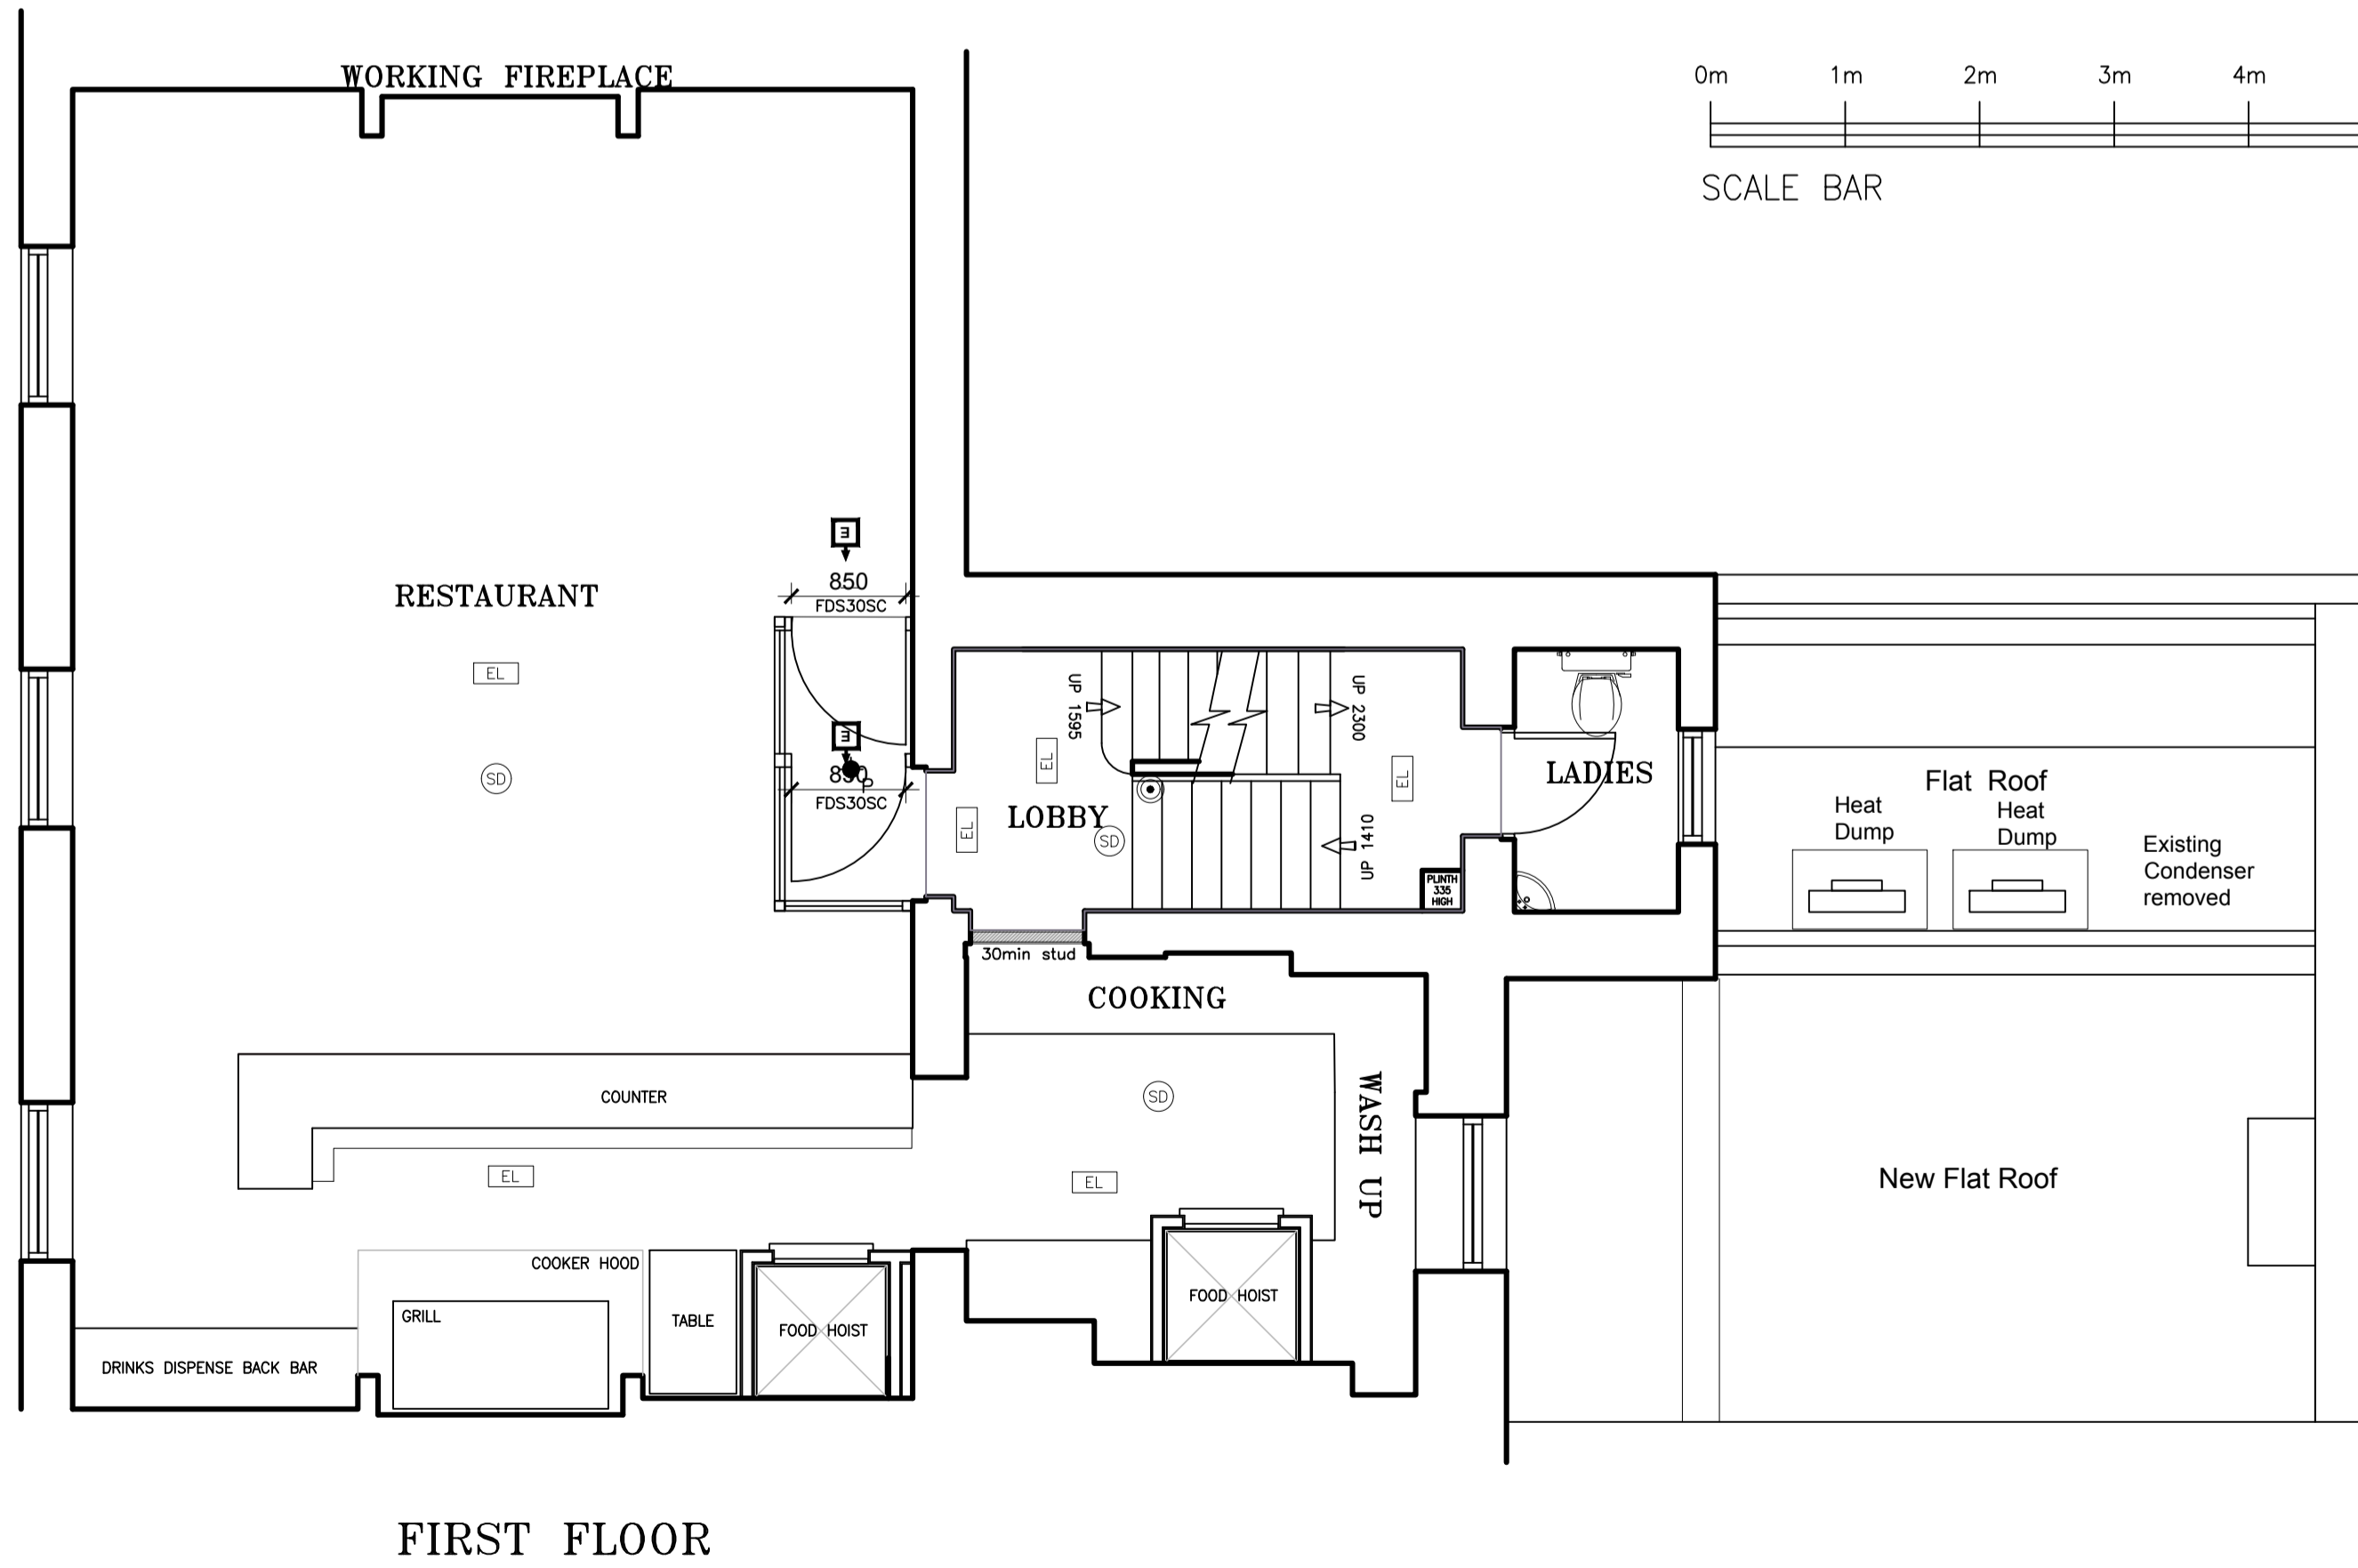 WORKING FIREPLACE
0m 1m 2m 3m 4m
SCALE BAR
E
850
FDS30SC
RESTAURANT
EL
SD
E
850
P
FDS30SC
UP 1595
UP 2300
EL
EL
EL
LOBBY
SD
UP 1410
LADIES
PLINTH
335
HIGH
Flat Roof
Heat
Dump
Heat
Dump
Existing
Condenser
removed
30min stud
COOKING
COUNTER
SD
WASH UP
EL
EL
New Flat Roof
COOKER HOOD
GRILL
TABLE
FOOD HOIST
FOOD HOIST
DRINKS DISPENSE BACK BAR
FIRST FLOOR